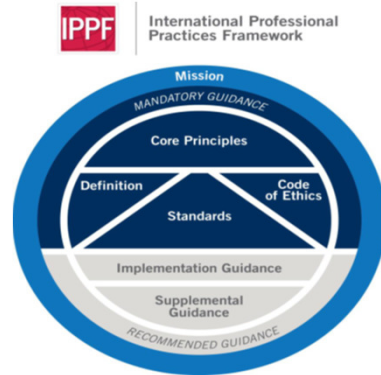 IPPF
International Professional
Practices Framework
Mission
MANDATORY GUIDANCE
Core Principles
Definition
Code
of Ethics
Standards
Implementation Guidance
Supplemental
Guidance
RECOMMENDED GUIDANCE